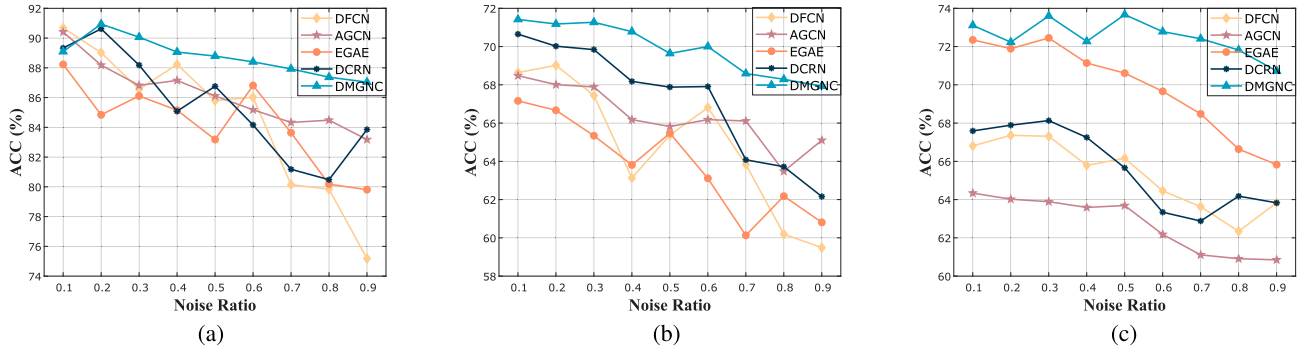 92
90
88
86
84
82
80
78
76
74
ACC (%)
0.1 0.2 0.3 0.4 0.5 0.6 0.7 0.8 0.9
Noise Ratio
DFCN
AGCN
EGAE
DCRN
DMGNC
(a)
72
70
68
66
64
62
60
58
ACC (%)
0.1 0.2 0.3 0.4 0.5 0.6 0.7 0.8 0.9
Noise Ratio
DFCN
AGCN
EGAE
DCRN
DMGNC
(b)
74
72
70
68
66
64
62
60
ACC (%)
0.1 0.2 0.3 0.4 0.5 0.6 0.7 0.8 0.9
Noise Ratio
DFCN
AGCN
EGAE
DCRN
DMGNC
(c)